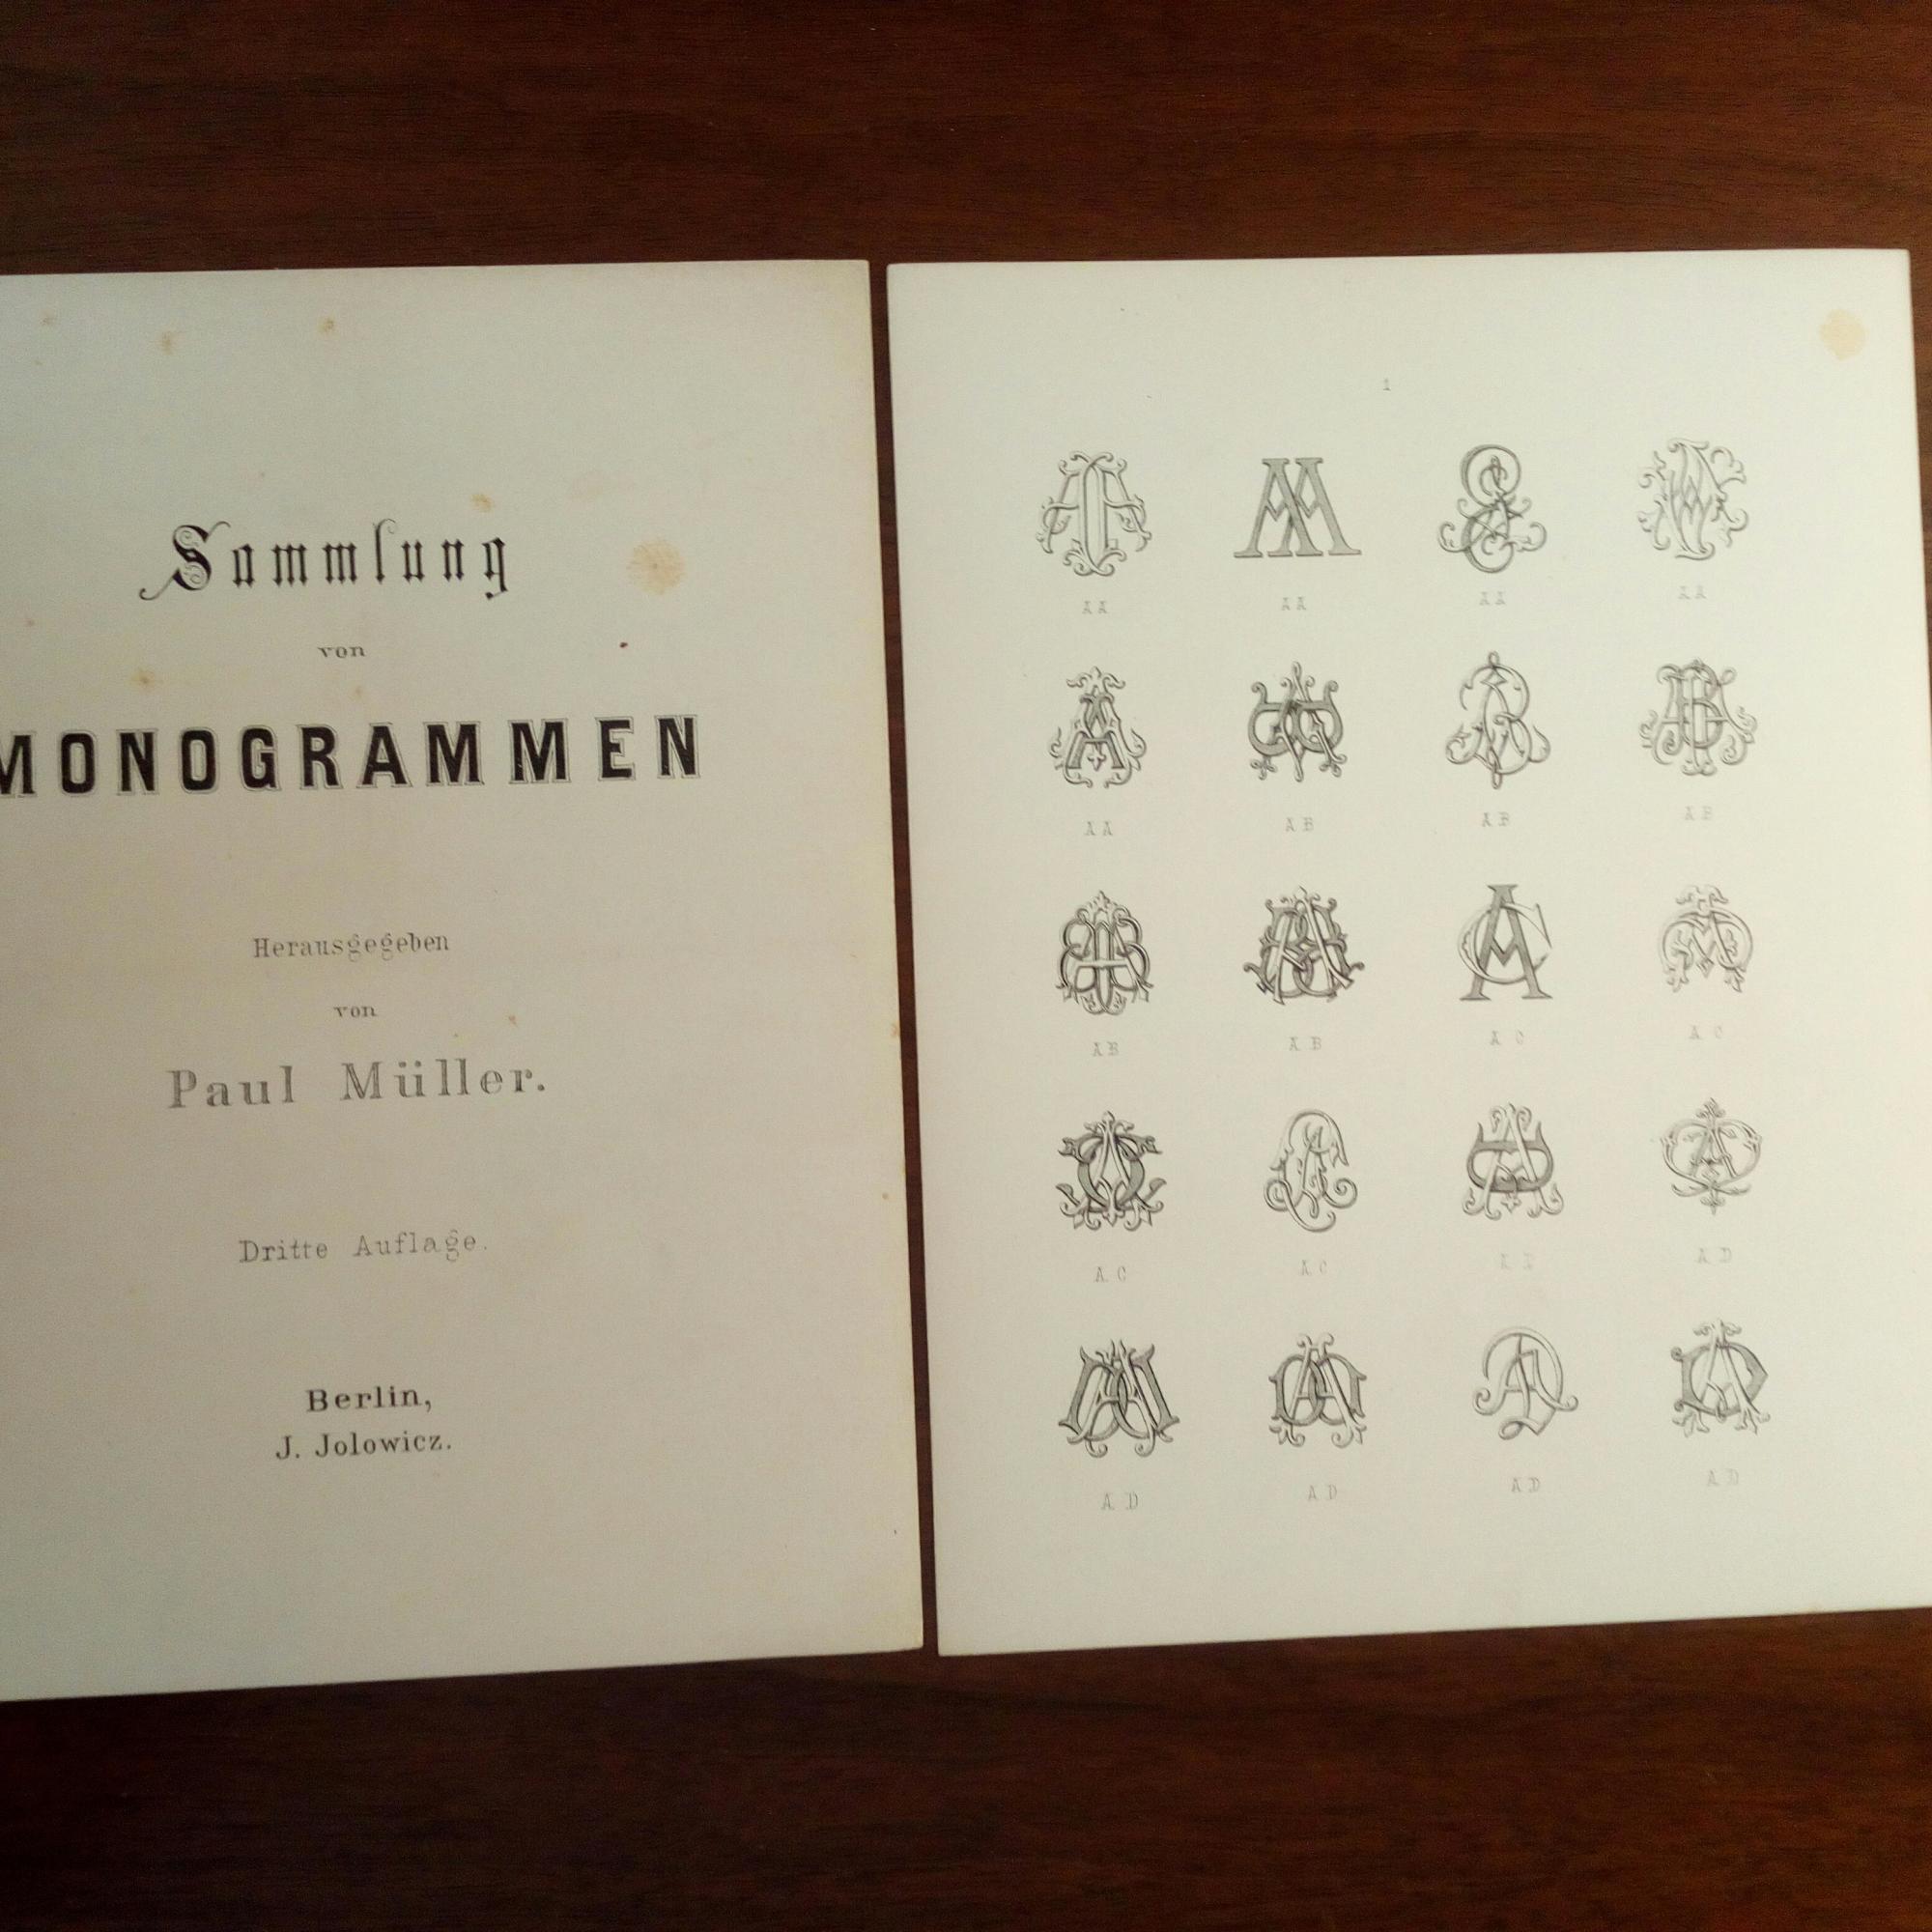 Sammlung
von
MONOGRAMMEN
Herausgegeben
von
Paul Müller.
Dritte Auflage.
Berlin,
J. Jolowicz.
1
AA AA AA AA
AA AB AB AB
AB AB AC AC
AC AC AD
AD AD AD AD